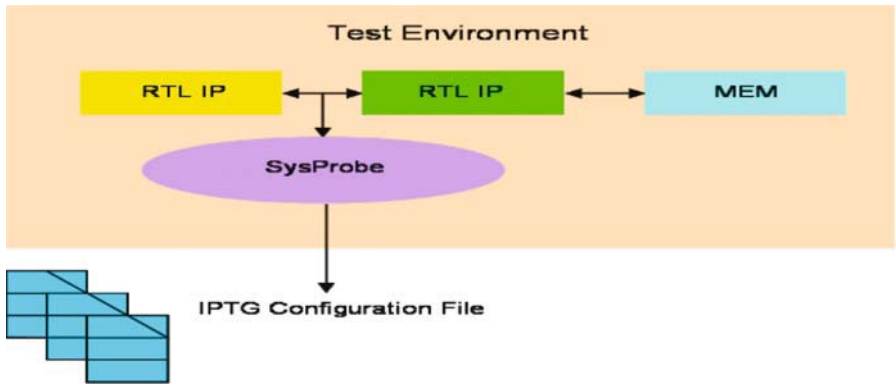 Test Environment
RTL IP
RTL IP
MEM
SysProbe
IPTG Configuration File